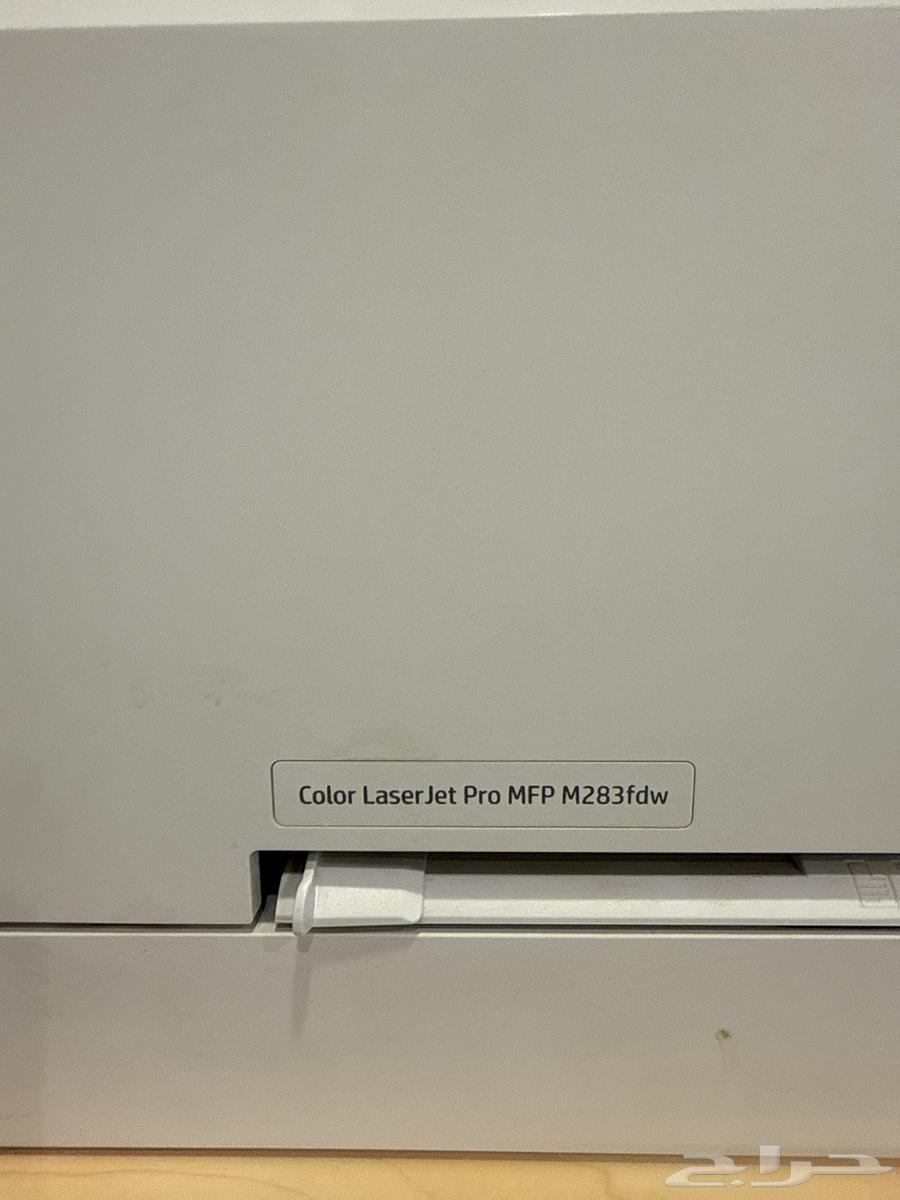 Color LaserJet Pro MFP M283fdw
حراج